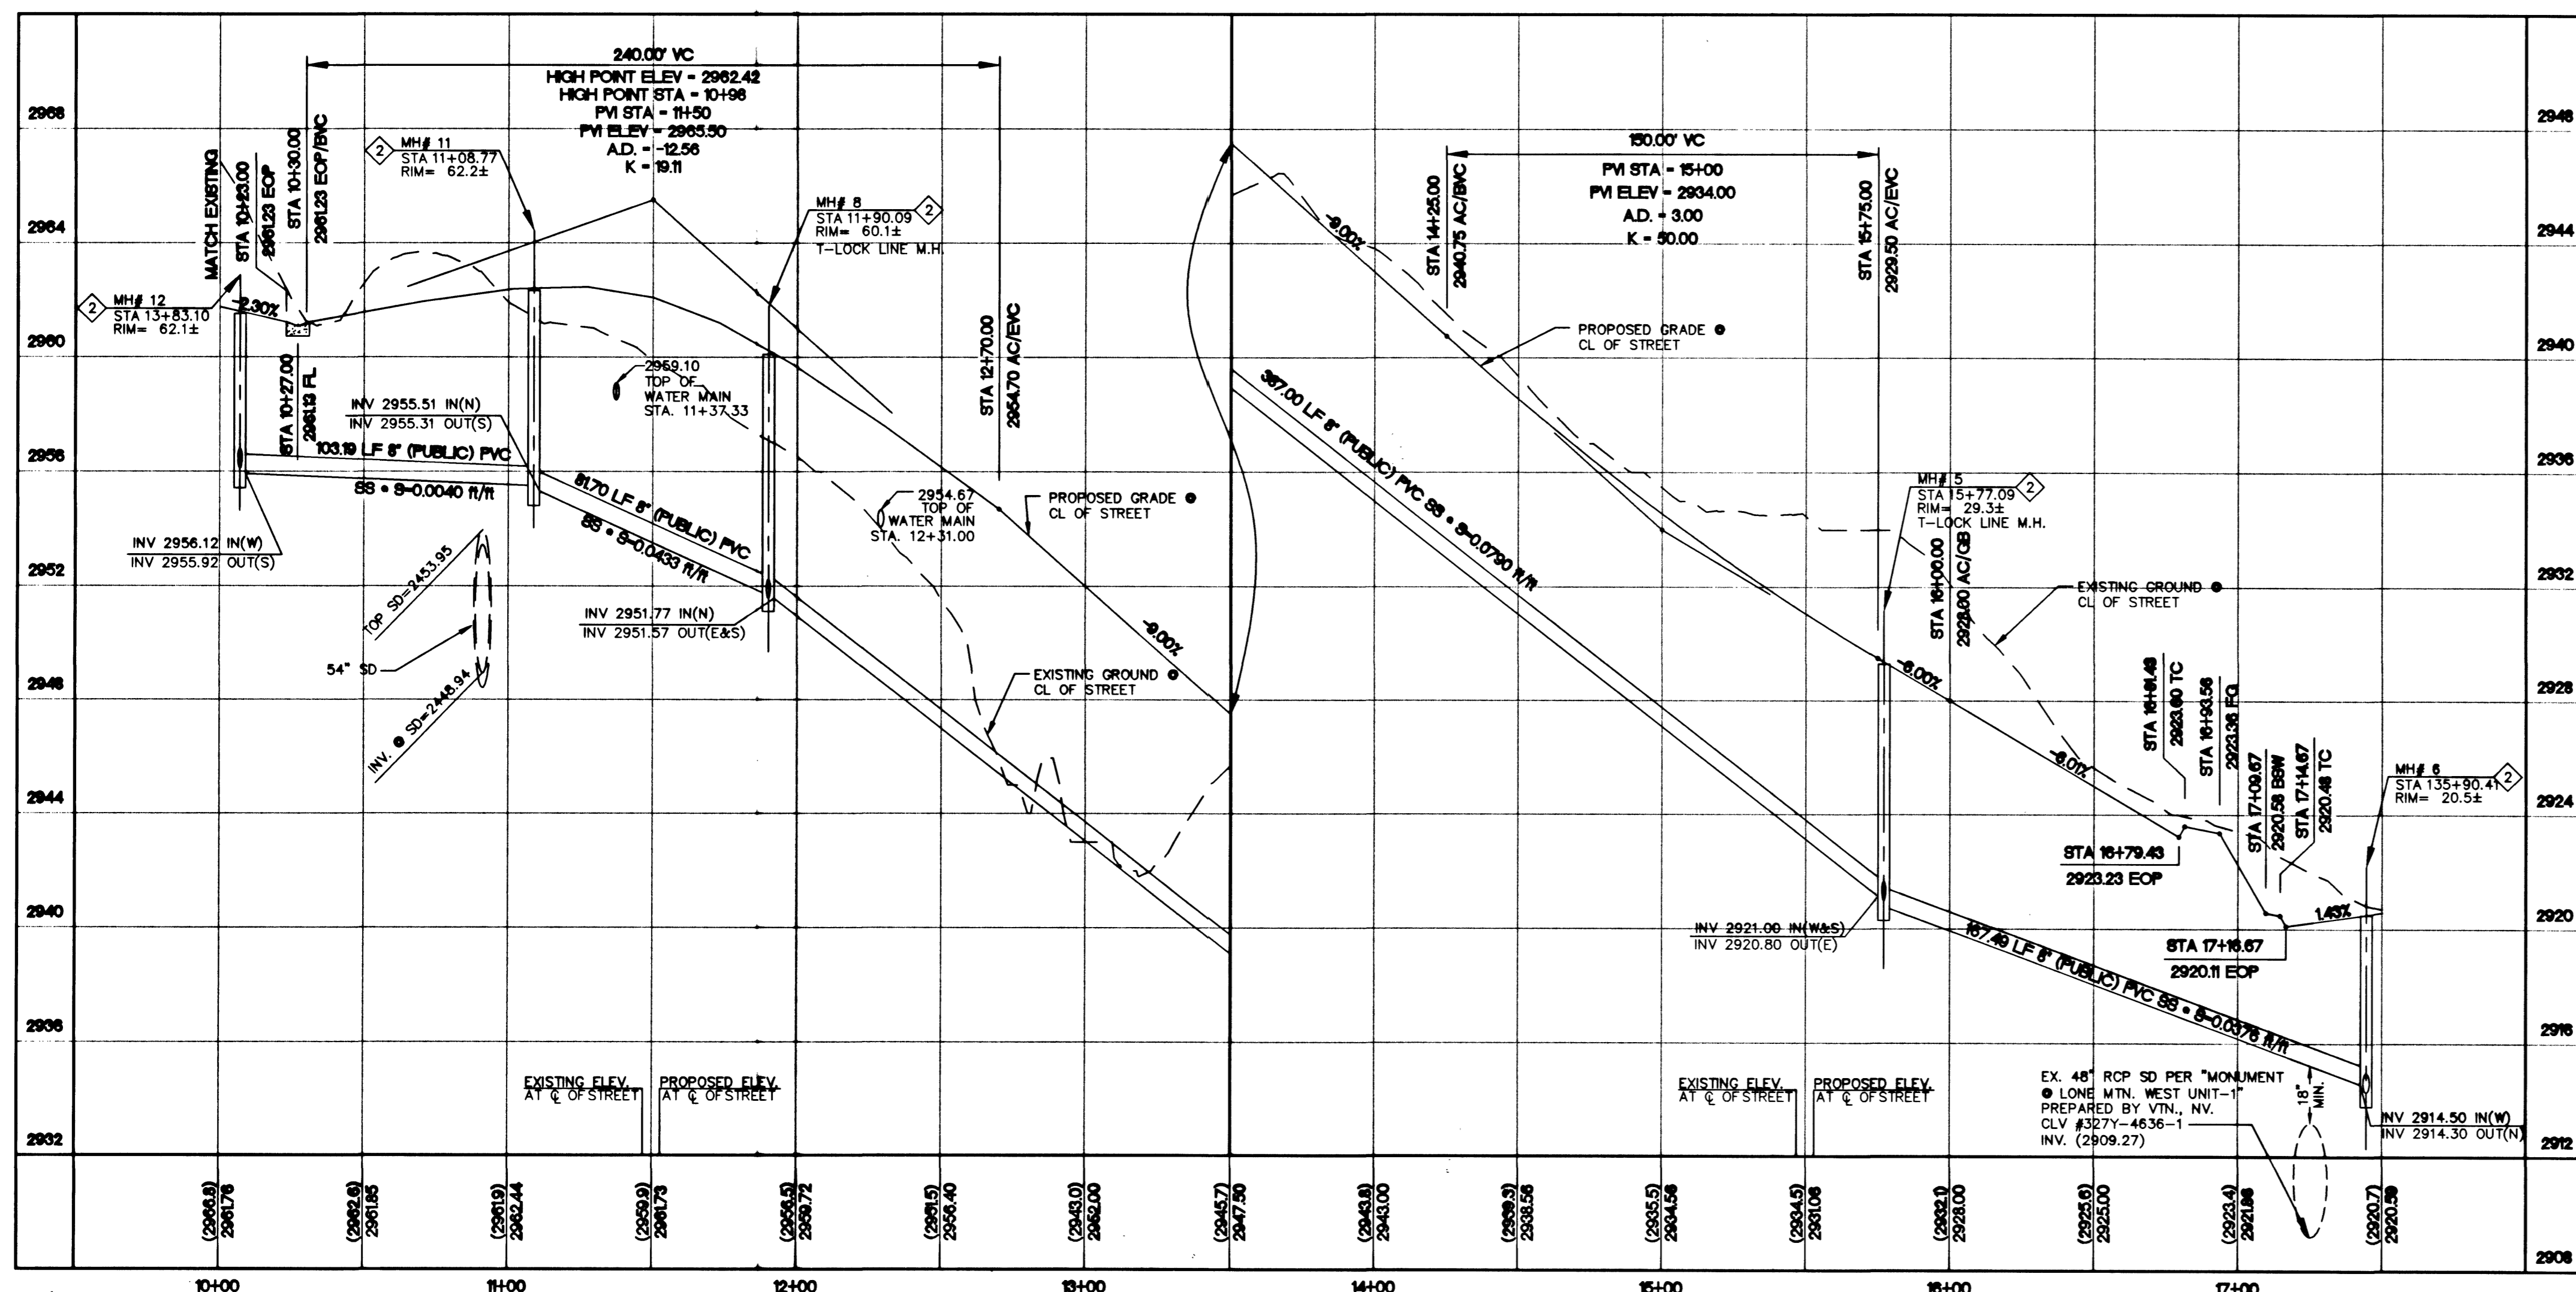 240.00' VC
HIGH POINT ELEV = 2962.42
HIGH POINT STA = 10+98
PVI STA = 11+50
PVI ELEV = 2965.50
A.D. = -12.56
K = 19.11
2968
2964
2960
2956
2952
2948
2944
2940
2936
2932
MATCH EXISTING
STA 10+23.00
2961.23 EOP
STA 10+30.00
2961.23 EOP/BVC
2
MH# 11
STA 11+08.77
RIM= 62.2±
MH# 8
2
STA 11+90.09
RIM= 60.1±
T-LOCK LINE M.H.
2
MH# 12
STA 13+83.10
RIM= 62.1±
-2.30%
STA 10+27.00
2961.13 FL
2959.10
TOP OF
WATER MAIN
STA. 11+37.33
STA 12+70.00
2954.70 AC/EVC
INV 2955.51 IN(N)
INV 2955.31 OUT(S)
103.19 LF 8" (PUBLIC) PVC
SS = S=0.0040 ft/ft
81.70 LF 8" (PUBLIC) PVC
SS = S=0.0433 ft/ft
INV 2956.12 IN(W)
INV 2955.92 OUT(S)
TOP SD=2453.95
54" SD
INV. @ SD=2448.94
INV 2951.77 IN(N)
INV 2951.57 OUT(E&S)
2954.67
TOP OF
WATER MAIN
STA. 12+31.00
PROPOSED GRADE @
CL OF STREET
-9.00%
EXISTING GROUND @
CL OF STREET
EXISTING ELEV.
AT ℄ OF STREET
PROPOSED ELEV.
AT ℄ OF STREET
150.00' VC
PVI STA = 15+00
PVI ELEV = 2934.00
A.D. = 3.00
K = 50.00
-9.00%
STA 14+25.00
2940.75 AC/BVC
STA 15+75.00
2929.50 AC/EVC
PROPOSED GRADE @
CL OF STREET
387.00 LF 8" (PUBLIC) PVC SS = S=0.0790 ft/ft
MH# 5
2
STA 15+77.09
RIM= 29.3±
T-LOCK LINE M.H.
STA 16+00.00
2928.00 AC/GB
EXISTING GROUND @
CL OF STREET
-6.00%
-6.01%
STA 16+81.43
2923.60 TC
STA 16+93.56
2923.36 FG
STA 17+09.67
2920.58 BSW
STA 17+14.67
2920.48 TC
MH# 6
2
STA 135+90.41
RIM= 20.5±
STA 16+79.43
2923.23 EOP
1.43%
STA 17+16.67
2920.11 EOP
INV 2921.00 IN(W&S)
INV 2920.80 OUT(E)
167.49 LF 8" (PUBLIC) PVC SS = S=0.0376 ft/ft
EXISTING ELEV.
AT ℄ OF STREET
PROPOSED ELEV.
AT ℄ OF STREET
EX. 48" RCP SD PER "MONUMENT
@ LONE MTN. WEST UNIT-1"
PREPARED BY VTN., NV.
CLV #327Y-4636-1
INV. (2909.27)
18"
MIN.
INV 2914.50 IN(W)
INV 2914.30 OUT(N)
2948
2944
2940
2936
2932
2928
2924
2920
2916
2912
2908
(2966.8)
2961.76
(2962.6)
2961.85
(2961.9)
2962.44
(2959.9)
2961.73
(2956.5)
2959.72
(2951.5)
2956.40
(2943.0)
2952.00
(2945.7)
2947.50
(2943.8)
2943.00
(2939.3)
2938.56
(2935.5)
2934.56
(2934.5)
2931.06
(2932.1)
2928.00
(2925.6)
2925.00
(2923.4)
2921.98
(2920.7)
2920.59
10+00
11+00
12+00
13+00
14+00
15+00
16+00
17+00